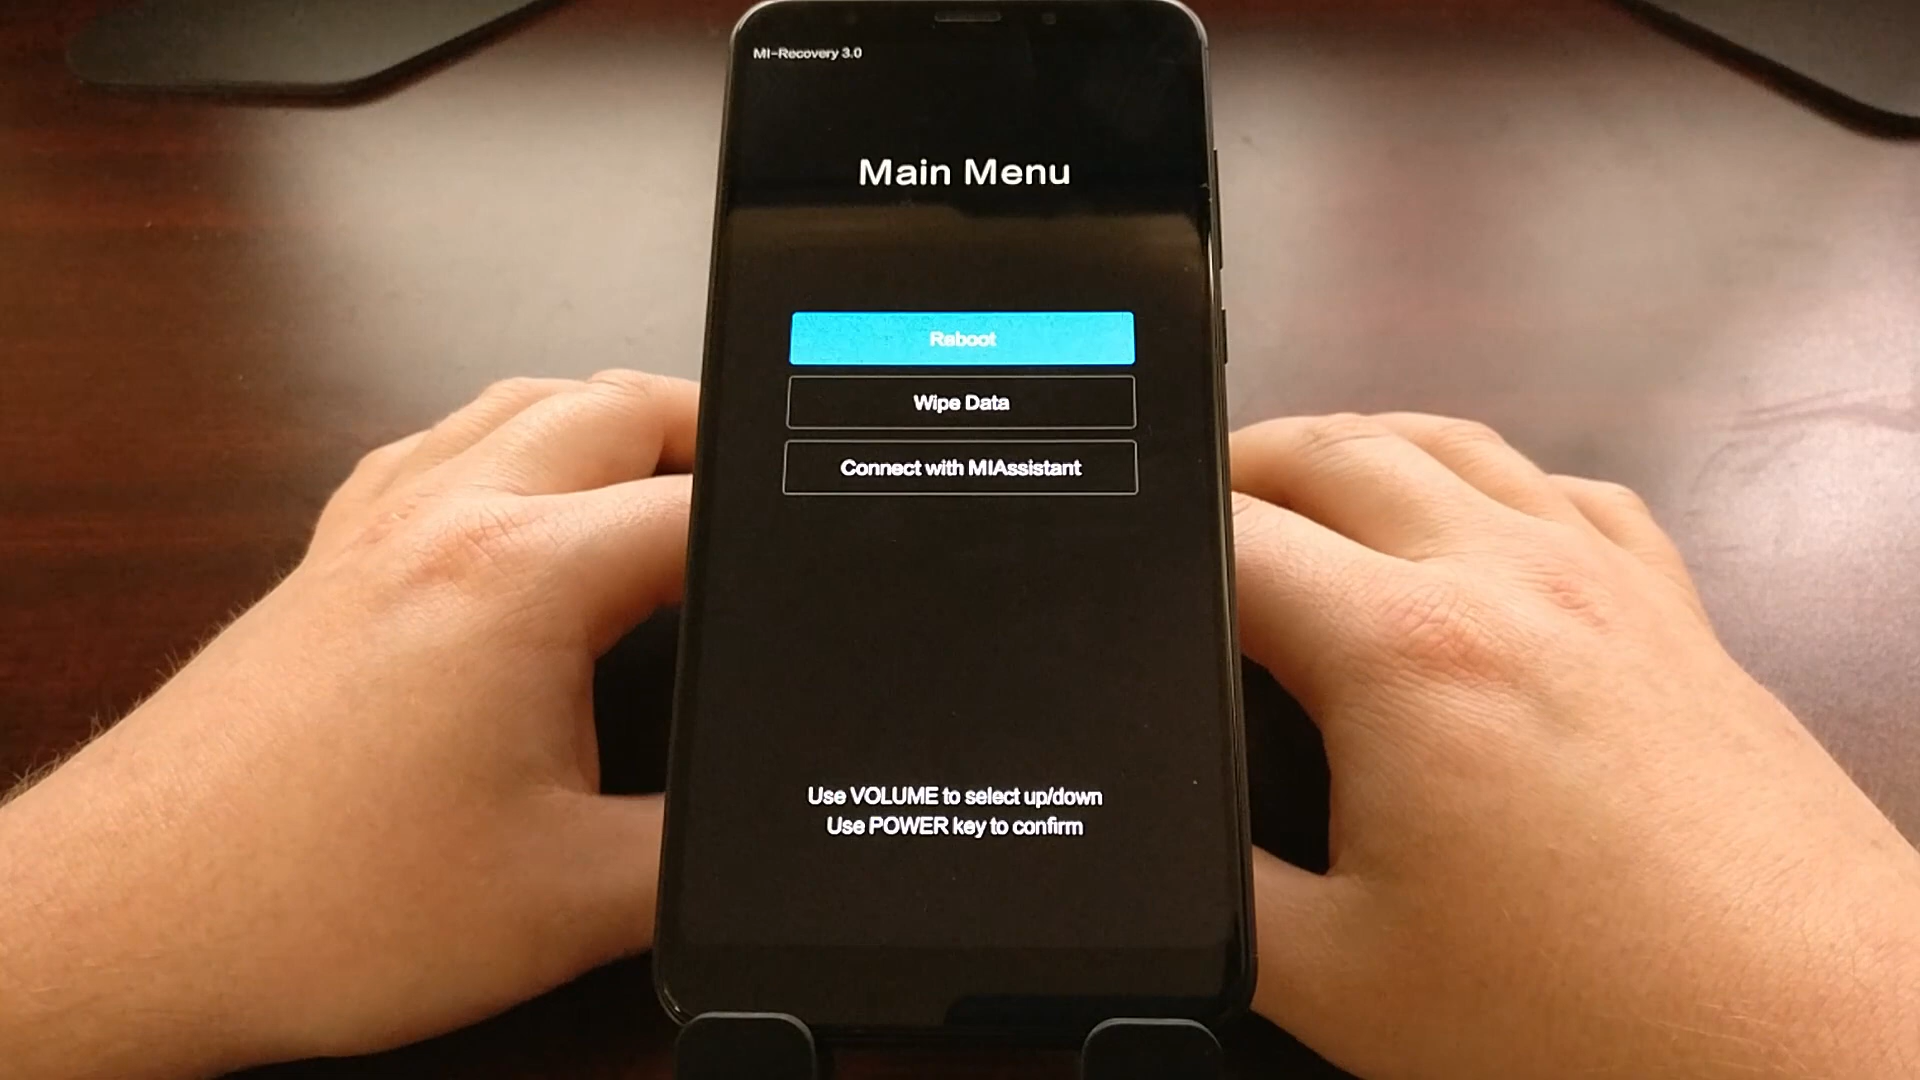 MI-Recovery 3.0
Main Menu
Reboot
Wipe Data
Connect with MIAssistant
Use VOLUME to select up/down
Use POWER key to confirm